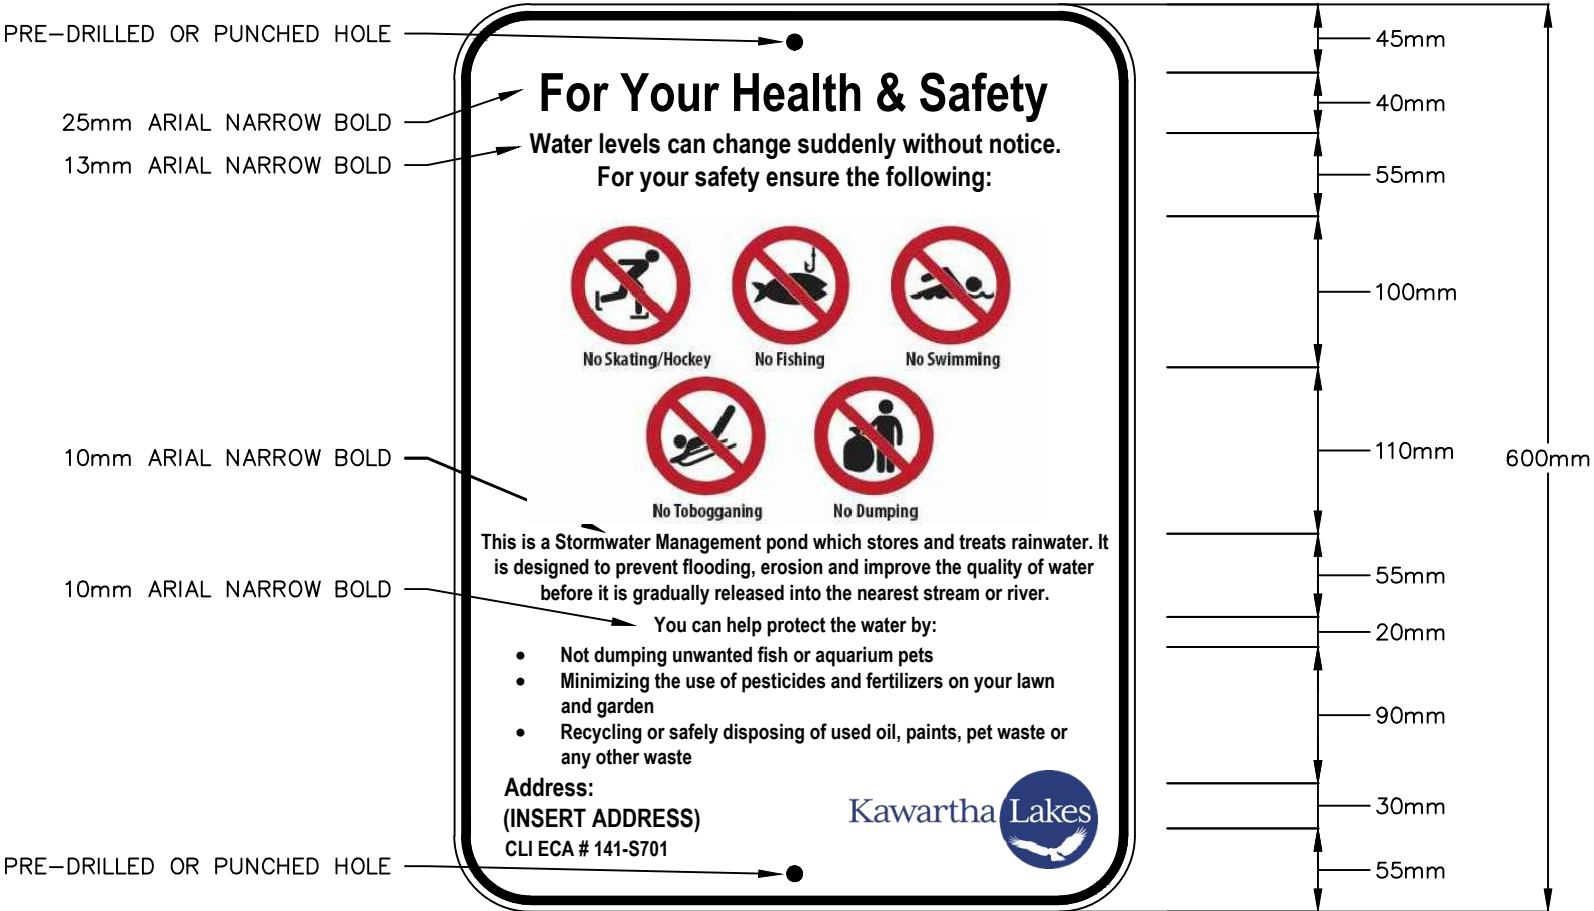 PRE-DRILLED OR PUNCHED HOLE
25mm ARIAL NARROW BOLD
13mm ARIAL NARROW BOLD
10mm ARIAL NARROW BOLD
10mm ARIAL NARROW BOLD
PRE-DRILLED OR PUNCHED HOLE
For Your Health & Safety
Water levels can change suddenly without notice.
For your safety ensure the following:
No Skating/Hockey
No Fishing
No Swimming
No Tobogganing
No Dumping
This is a Stormwater Management pond which stores and treats rainwater. It
is designed to prevent flooding, erosion and improve the quality of water
before it is gradually released into the nearest stream or river.
You can help protect the water by:
• Not dumping unwanted fish or aquarium pets
• Minimizing the use of pesticides and fertilizers on your lawn
and garden
• Recycling or safely disposing of used oil, paints, pet waste or
any other waste
Address:
(INSERT ADDRESS)
CLI ECA # 141-S701
Kawartha Lakes
45mm
40mm
55mm
100mm
110mm
55mm
20mm
90mm
30mm
55mm
600mm